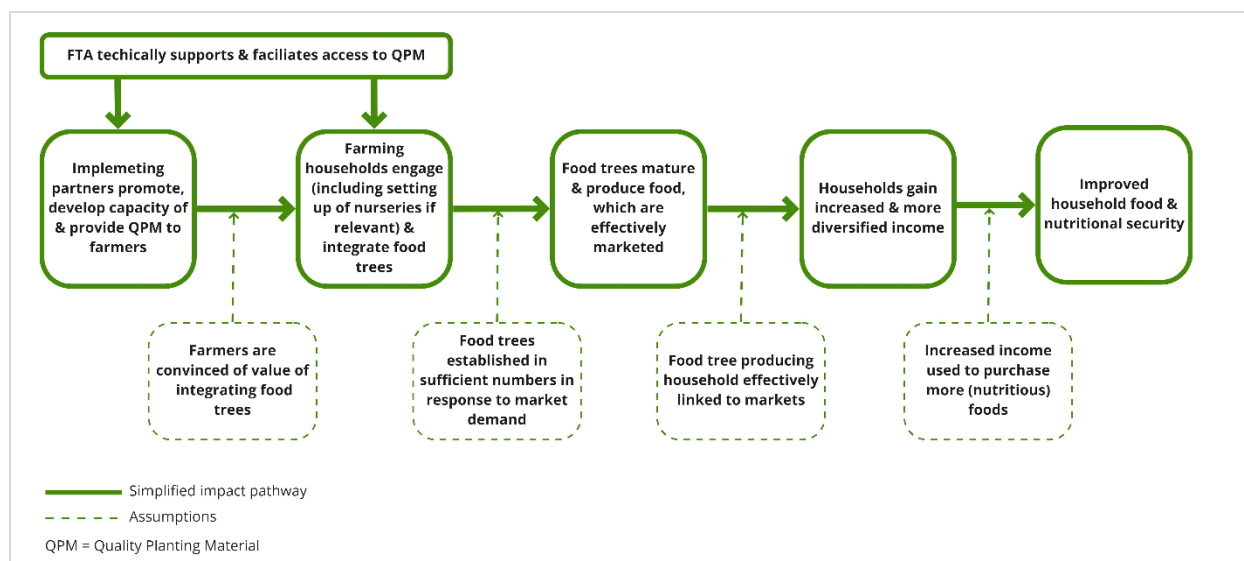 FTA techically supports & faciliates access to QPM
Implemeting
partners promote,
develop capacity of
& provide QPM to
farmers
Farming
households engage
(including setting
up of nurseries if
relevant) &
integrate food
trees
Food trees mature
& produce food,
which are
effectively
marketed
Households gain
increased & more
diversified income
Improved
household food &
nutritional security
Farmers are
convinced of value of
integrating food
trees
Food trees
established in
sufficient numbers in
response to market
demand
Food tree producing
household effectively
linked to markets
Increased income
used to purchase
more (nutritious)
foods
Simplified impact pathway
Assumptions
QPM = Quality Planting Material